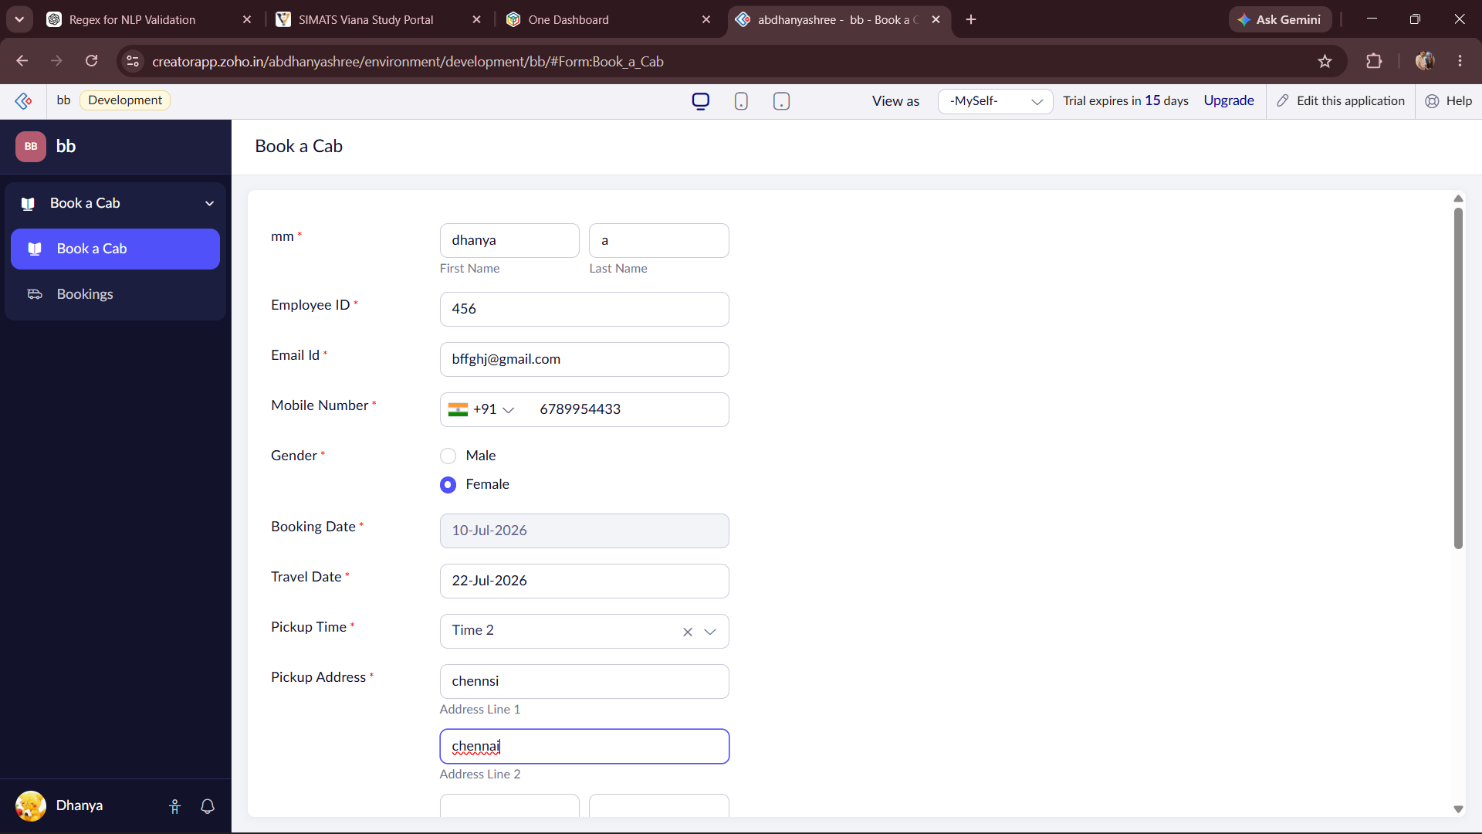 Regex for NLP Validation
SIMATS Viana Study Portal
One Dashboard
abdhanyashree - bb - Book a C
Ask Gemini
creatorapp.zoho.in/abdhanyashree/environment/development/bb/#Form:Book_a_Cab
bb
Development
View as
-MySelf-
Trial expires in 15 days
Upgrade
Edit this application
Help
BB
bb
Book a Cab
Book a Cab
Bookings
Dhanya
Book a Cab
mm *
dhanya
a
First Name
Last Name
Employee ID *
456
Email Id *
bffghj@gmail.com
Mobile Number *
+91
6789954433
Gender *
Male
Female
Booking Date *
10-Jul-2026
Travel Date *
22-Jul-2026
Pickup Time *
Time 2
Pickup Address *
chennsi
Address Line 1
chennai
Address Line 2